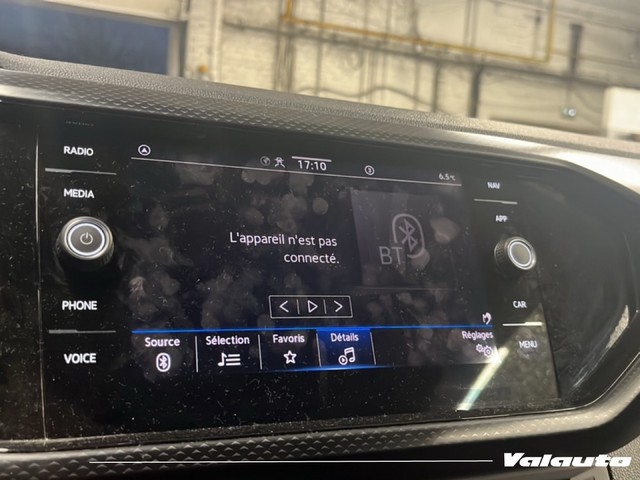 RADIO
MEDIA
PHONE
VOICE
17:10
6.5°C
L'appareil n'est pas
connecté.
BT
Source
Sélection
Favoris
Détails
Réglages
NAV
APP
CAR
MENU
Valauto